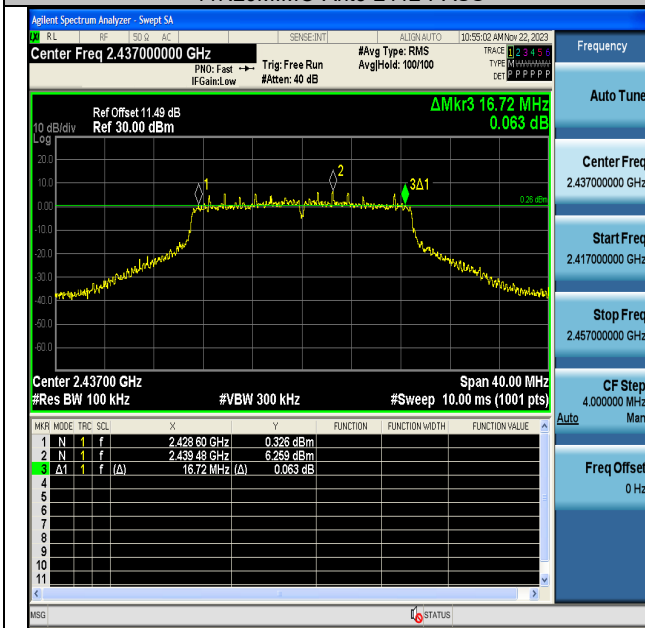 Agilent Spectrum Analyzer - Swept SA
LXI RL RF 50 Ω AC SENSE:INT ALIGN AUTO 10:55:02 AM Nov 22, 2023
Center Freq 2.437000000 GHz
PNO: Fast
IFGain:Low
Trig: Free Run
#Atten: 40 dB
#Avg Type: RMS
Avg|Hold: 100/100
TRACE 1 2 3 4 5 6
TYPE M
DET P P P P P
Ref Offset 11.49 dB
10 dB/div Ref 30.00 dBm
Log
ΔMkr3 16.72 MHz
0.063 dB
20.0
10.0
0.00
-10.0
-20.0
-30.0
-40.0
-50.0
-60.0
1
2
3Δ1
0.26 dBm
Center 2.43700 GHz Span 40.00 MHz
#Res BW 100 kHz #VBW 300 kHz #Sweep 10.00 ms (1001 pts)
MKR MODE TRC SCL X Y FUNCTION FUNCTION WIDTH FUNCTION VALUE
1 N 1 f 2.428 60 GHz 0.326 dBm
2 N 1 f 2.439 48 GHz 6.259 dBm
3 Δ1 1 f (Δ) 16.72 MHz (Δ) 0.063 dB
4
5
6
7
8
9
10
11
MSG STATUS
Frequency
Auto Tune
Center Freq
2.437000000 GHz
Start Freq
2.417000000 GHz
Stop Freq
2.457000000 GHz
CF Step
4.000000 MHz
Auto Man
Freq Offset
0 Hz